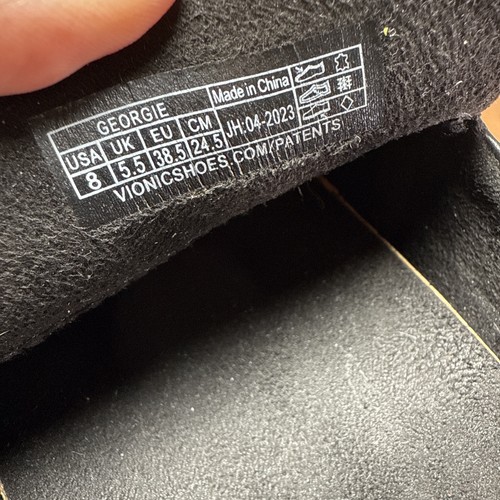 GEORGIE
Made in China
USA UK EU CM
8 5.5 38.5 24.5
JH:04-2023
VIONICSHOES.COM/PATENTS